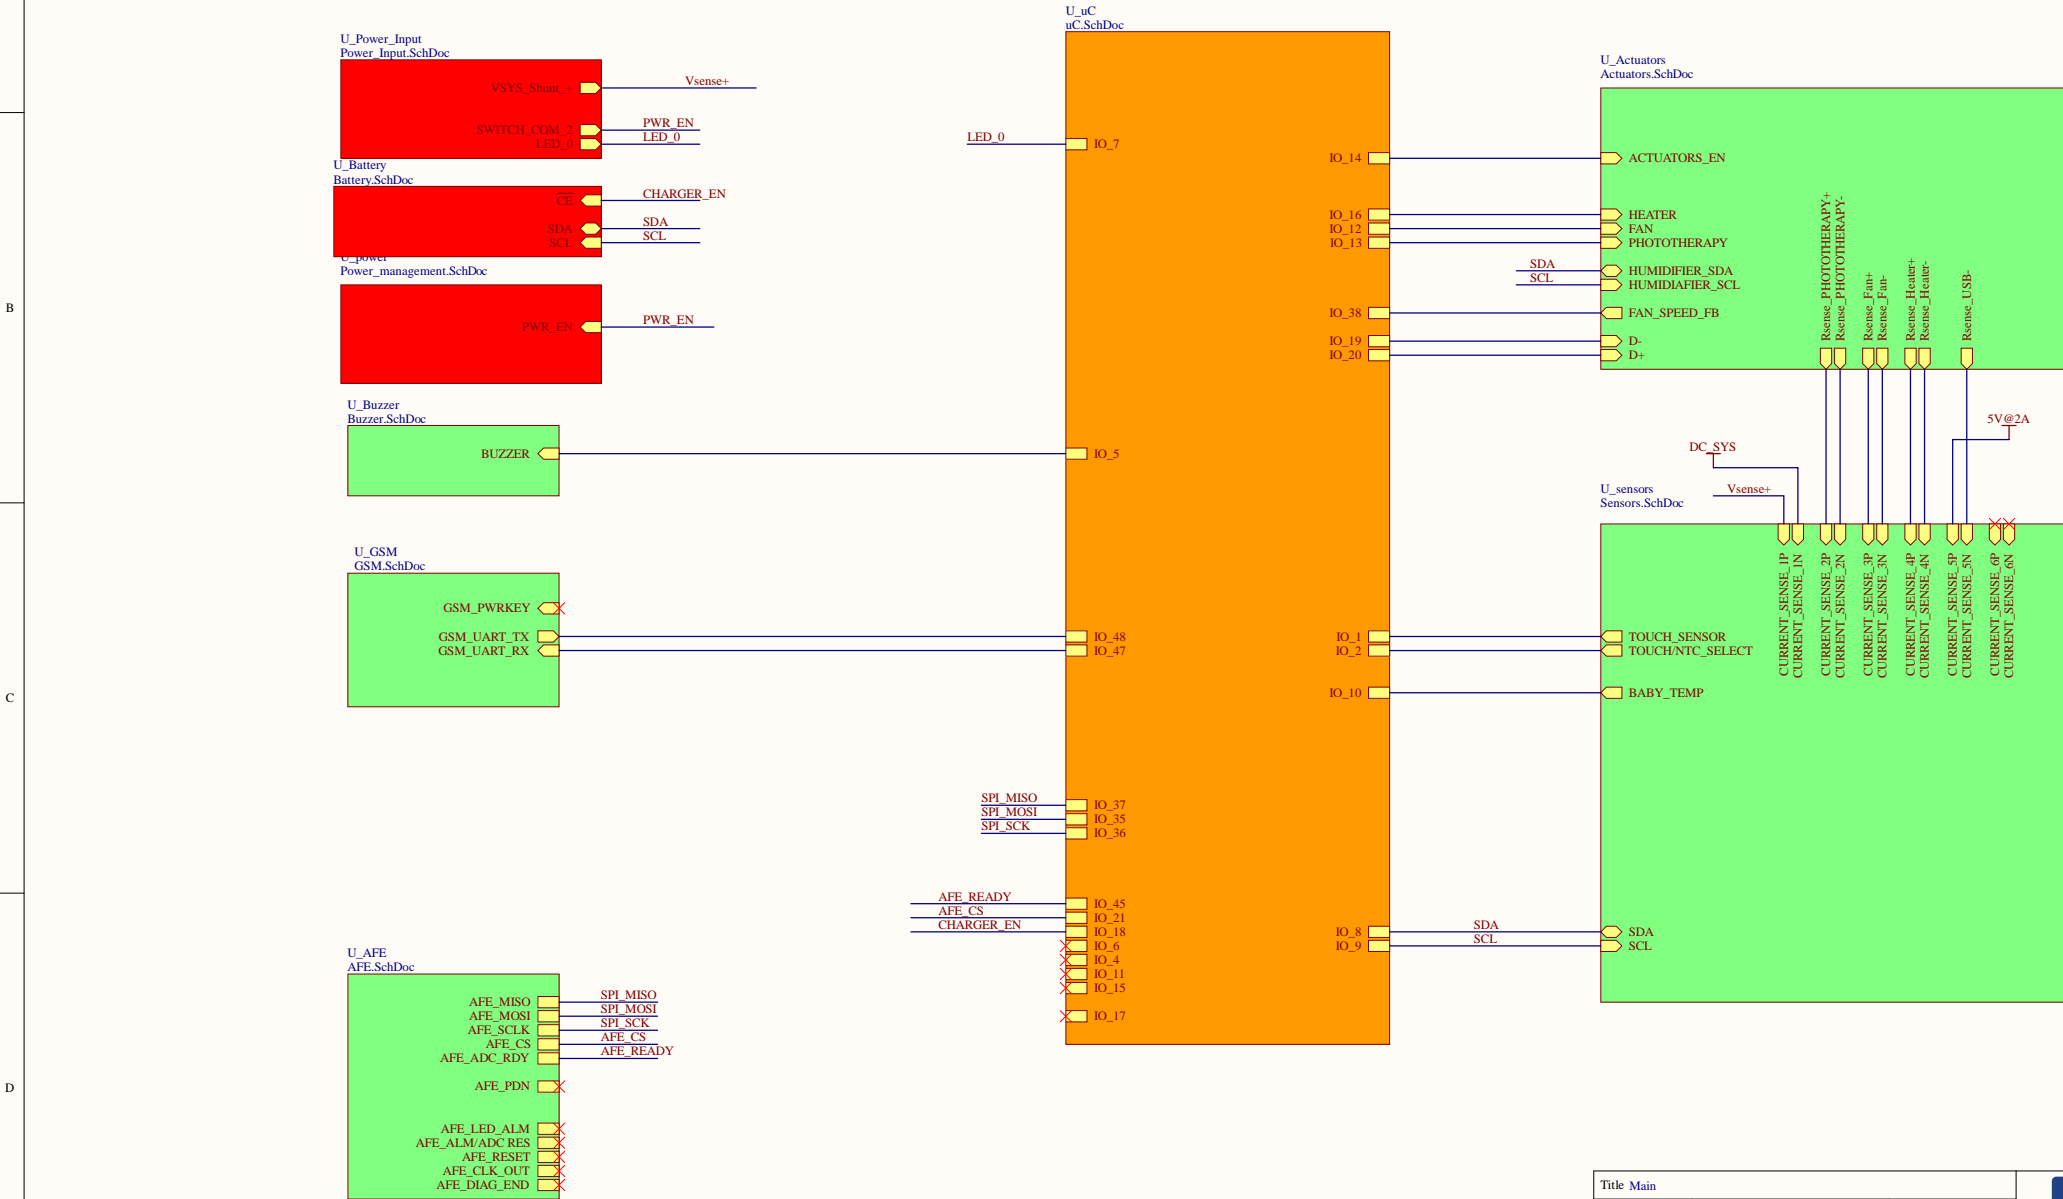 U_Power_Input
Power_Input.SchDoc
VSYS_Shunt_+
Vsense+
SWITCH_COM_2
PWR_EN
LED_0
LED_0
U_Battery
Battery.SchDoc
CE
CHARGER_EN
SDA
SDA
SCL
SCL
U_power
Power_management.SchDoc
PWR_EN
PWR_EN
B
U_Buzzer
Buzzer.SchDoc
BUZZER
U_GSM
GSM.SchDoc
GSM_PWRKEY
GSM_UART_TX
GSM_UART_RX
C
U_AFE
AFE.SchDoc
AFE_MISO
SPI_MISO
AFE_MOSI
SPI_MOSI
AFE_SCLK
SPI_SCK
AFE_CS
AFE_CS
AFE_ADC_RDY
AFE_READY
AFE_PDN
D
AFE_LED_ALM
AFE_ALM/ADC RES
AFE_RESET
AFE_CLK_OUT
AFE_DIAG_END
U_uC
uC.SchDoc
LED_0
IO_7
IO_5
IO_48
IO_47
SPI_MISO
IO_37
SPI_MOSI
IO_35
SPI_SCK
IO_36
AFE_READY
IO_45
AFE_CS
IO_21
CHARGER_EN
IO_18
IO_6
IO_4
IO_11
IO_15
IO_17
IO_14
IO_16
IO_12
IO_13
IO_38
IO_19
IO_20
IO_1
IO_2
IO_10
IO_8
IO_9
SDA
SCL
U_Actuators
Actuators.SchDoc
ACTUATORS_EN
HEATER
FAN
PHOTOTHERAPY
SDA
HUMIDIFIER_SDA
SCL
HUMIDIAFIER_SCL
FAN_SPEED_FB
D-
D+
Rsense_PHOTOTHERAPY+
Rsense_PHOTOTHERAPY-
Rsense_Fan+
Rsense_Fan-
Rsense_Heater+
Rsense_Heater-
Rsense_USB-
5V@2A
DC_SYS
Vsense+
U_sensors
Sensors.SchDoc
CURRENT_SENSE_1P
CURRENT_SENSE_1N
CURRENT_SENSE_2P
CURRENT_SENSE_2N
CURRENT_SENSE_3P
CURRENT_SENSE_3N
CURRENT_SENSE_4P
CURRENT_SENSE_4N
CURRENT_SENSE_5P
CURRENT_SENSE_5N
CURRENT_SENSE_6P
CURRENT_SENSE_6N
TOUCH_SENSOR
TOUCH/NTC_SELECT
BABY_TEMP
SDA
SCL
Title Main